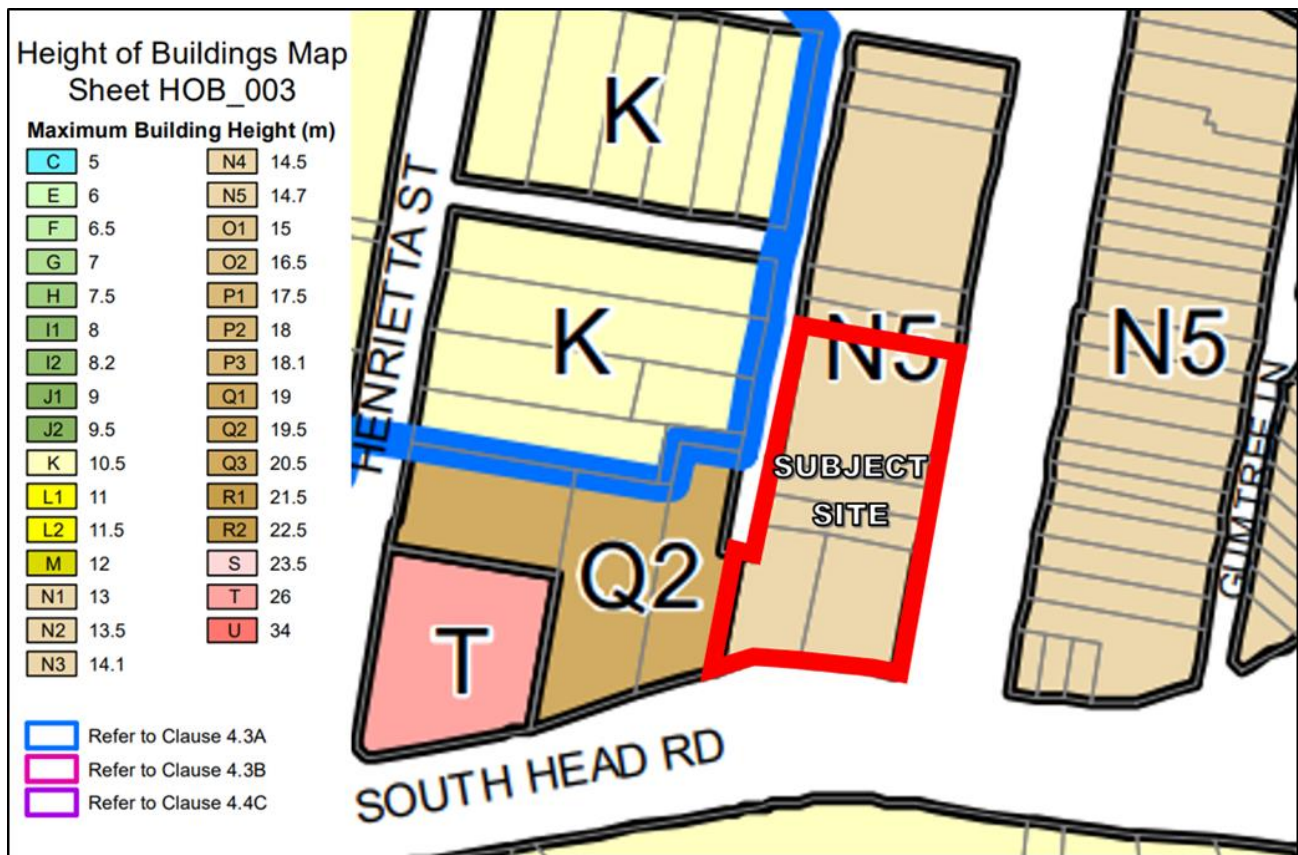 Height of Buildings Map
Sheet HOB_003
Maximum Building Height (m)
C 5
E 6
F 6.5
G 7
H 7.5
I1 8
I2 8.2
J1 9
J2 9.5
K 10.5
L1 11
L2 11.5
M 12
N1 13
N2 13.5
N3 14.1
N4 14.5
N5 14.7
O1 15
O2 16.5
P1 17.5
P2 18
P3 18.1
Q1 19
Q2 19.5
Q3 20.5
R1 21.5
R2 22.5
S 23.5
T 26
U 34
Refer to Clause 4.3A
Refer to Clause 4.3B
Refer to Clause 4.4C
K
HENRIETTA ST
K
N5
N5
SUBJECT
SITE
GUMTREE LN
Q2
T
SOUTH HEAD RD